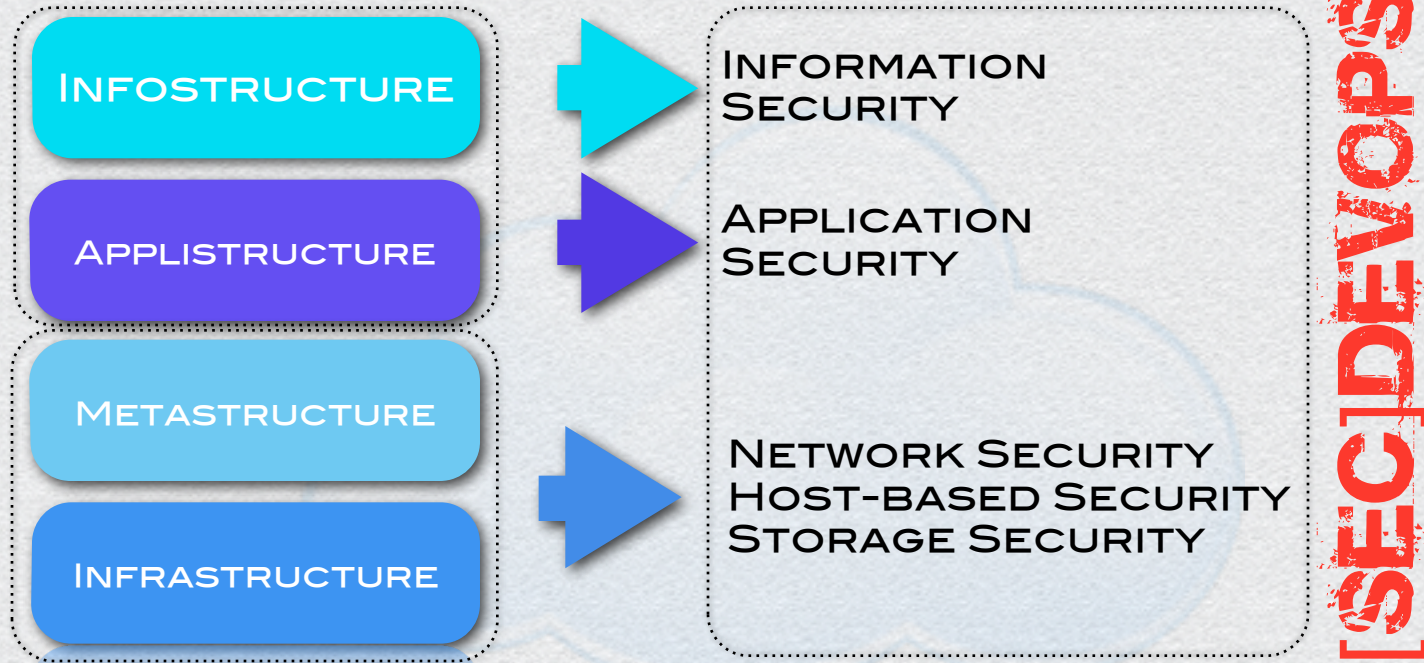 INFOSTRUCTURE
INFORMATION
SECURITY
APPLISTRUCTURE
APPLICATION
SECURITY
METASTRUCTURE
INFRASTRUCTURE
NETWORK SECURITY
HOST-BASED SECURITY
STORAGE SECURITY
[SEC]DEVOPS